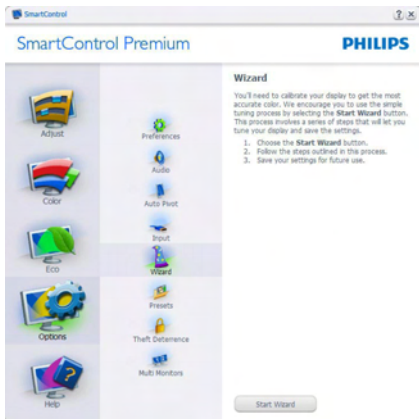 SmartControl
SmartControl Premium
PHILIPS
Adjust
Color
Eco
Options
Help
Preferences
Audio
Auto Pivot
Input
Wizard
Presets
Theft Deterrence
Multi Monitors
Wizard
You'll need to calibrate your display to get the most
accurate color. We encourage you to use the simple
tuning process by selecting the Start Wizard button.
This process involves a series of steps that will let you
tune your display and save the settings.
1. Choose the Start Wizard button.
2. Follow the steps outlined in this process.
3. Save your settings for future use.
Start Wizard